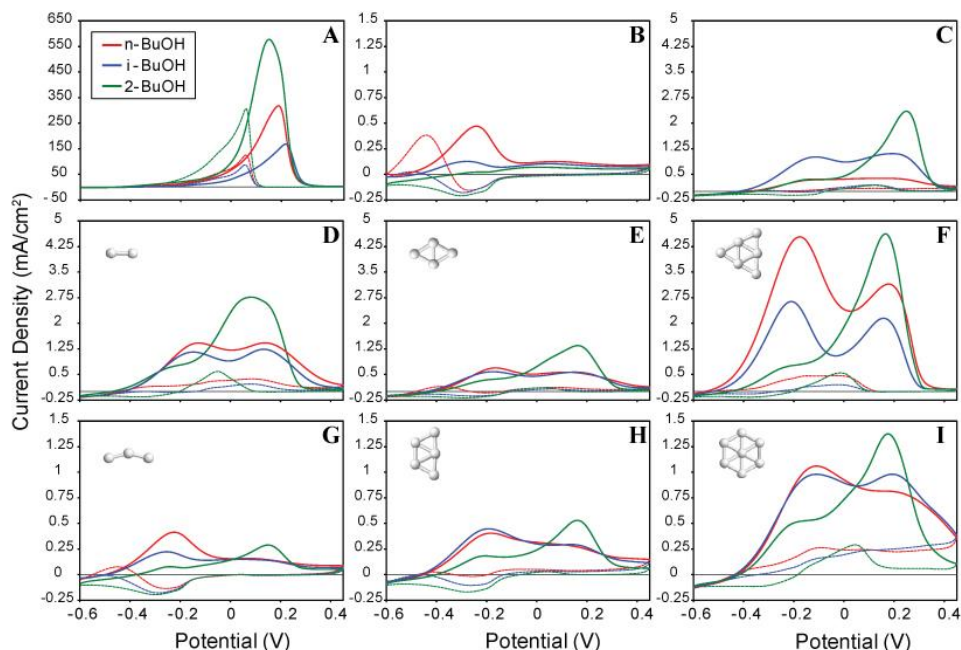 650 1.5 5
A B C
n-BuOH
i-BuOH
2-BuOH
550 1.25 4.25
450 1 3.5
350 0.75 2.75
250 0.5 2
150 0.25 1.25
50 0 0.5
- 50 -0.25 -0.25
Current Density (mA/cm²)
5 5 5
D E F
4.25 4.25 4.25
3.5 3.5 3.5
2.75 2.75 2.75
2 2 2
1.25 1.25 1.25
0.5 0.5 0.5
-0.25 -0.25 -0.25
1.5 1.5 1.5
G H I
1.25 1.25 1.25
1 1 1
0.75 0.75 0.75
0.5 0.5 0.5
0.25 0.25 0.25
0 0 0
-0.25 -0.25 -0.25
-0.6 -0.4 -0.2 0 0.2 0.4 -0.6 -0.4 -0.2 0 0.2 0.4 -0.6 -0.4 -0.2 0 0.2 0.4
Potential (V) Potential (V) Potential (V)